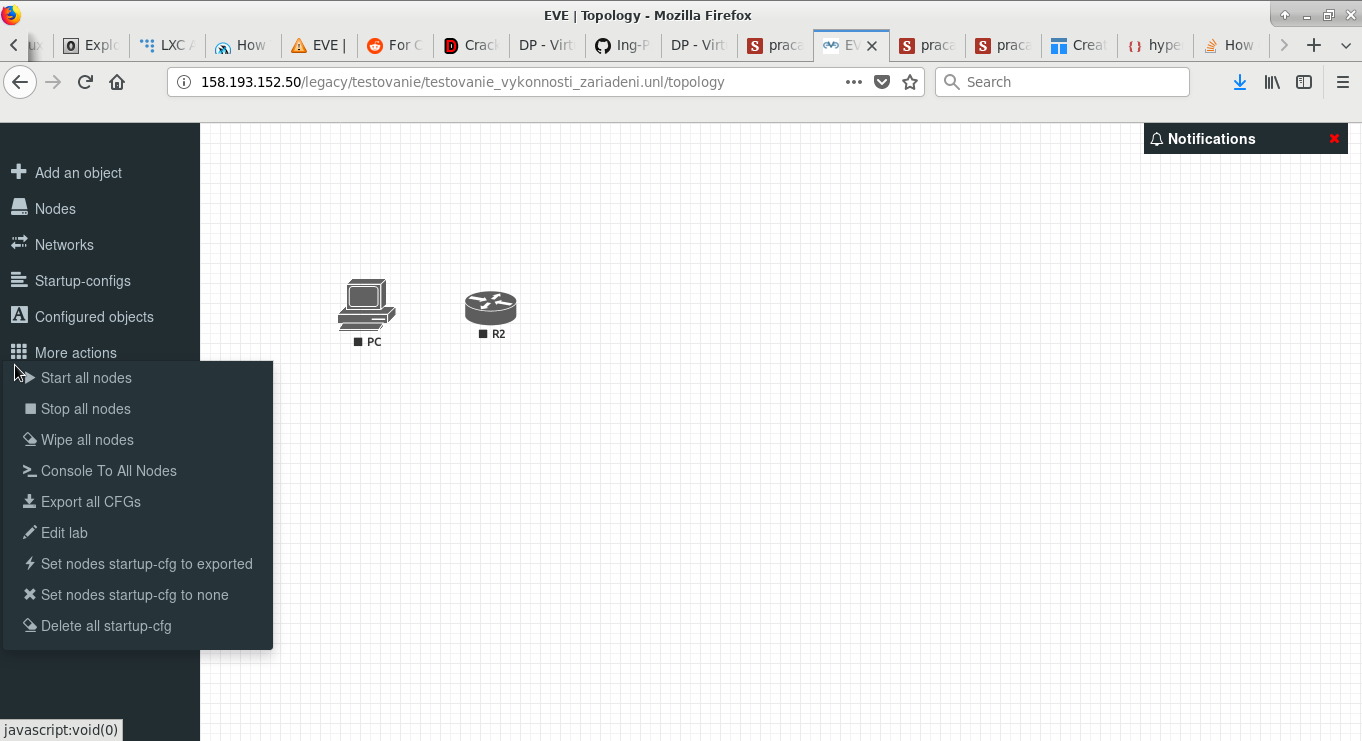 EVE | Topology - Mozilla Firefox
Explo
LXC
How
EVE |
For C
Crack
DP - Virt
Ing-P
DP - Virt
praca
EV
praca
praca
Creat
hype
How
158.193.152.50/legacy/testovanie/testovanie_vykonnosti_zariadeni.unl/topology
Search
Notifications
Add an object
Nodes
Networks
Startup-configs
Configured objects
More actions
Start all nodes
Stop all nodes
Wipe all nodes
Console To All Nodes
Export all CFGs
Edit lab
Set nodes startup-cfg to exported
Set nodes startup-cfg to none
Delete all startup-cfg
PC
R2
javascript:void(0)